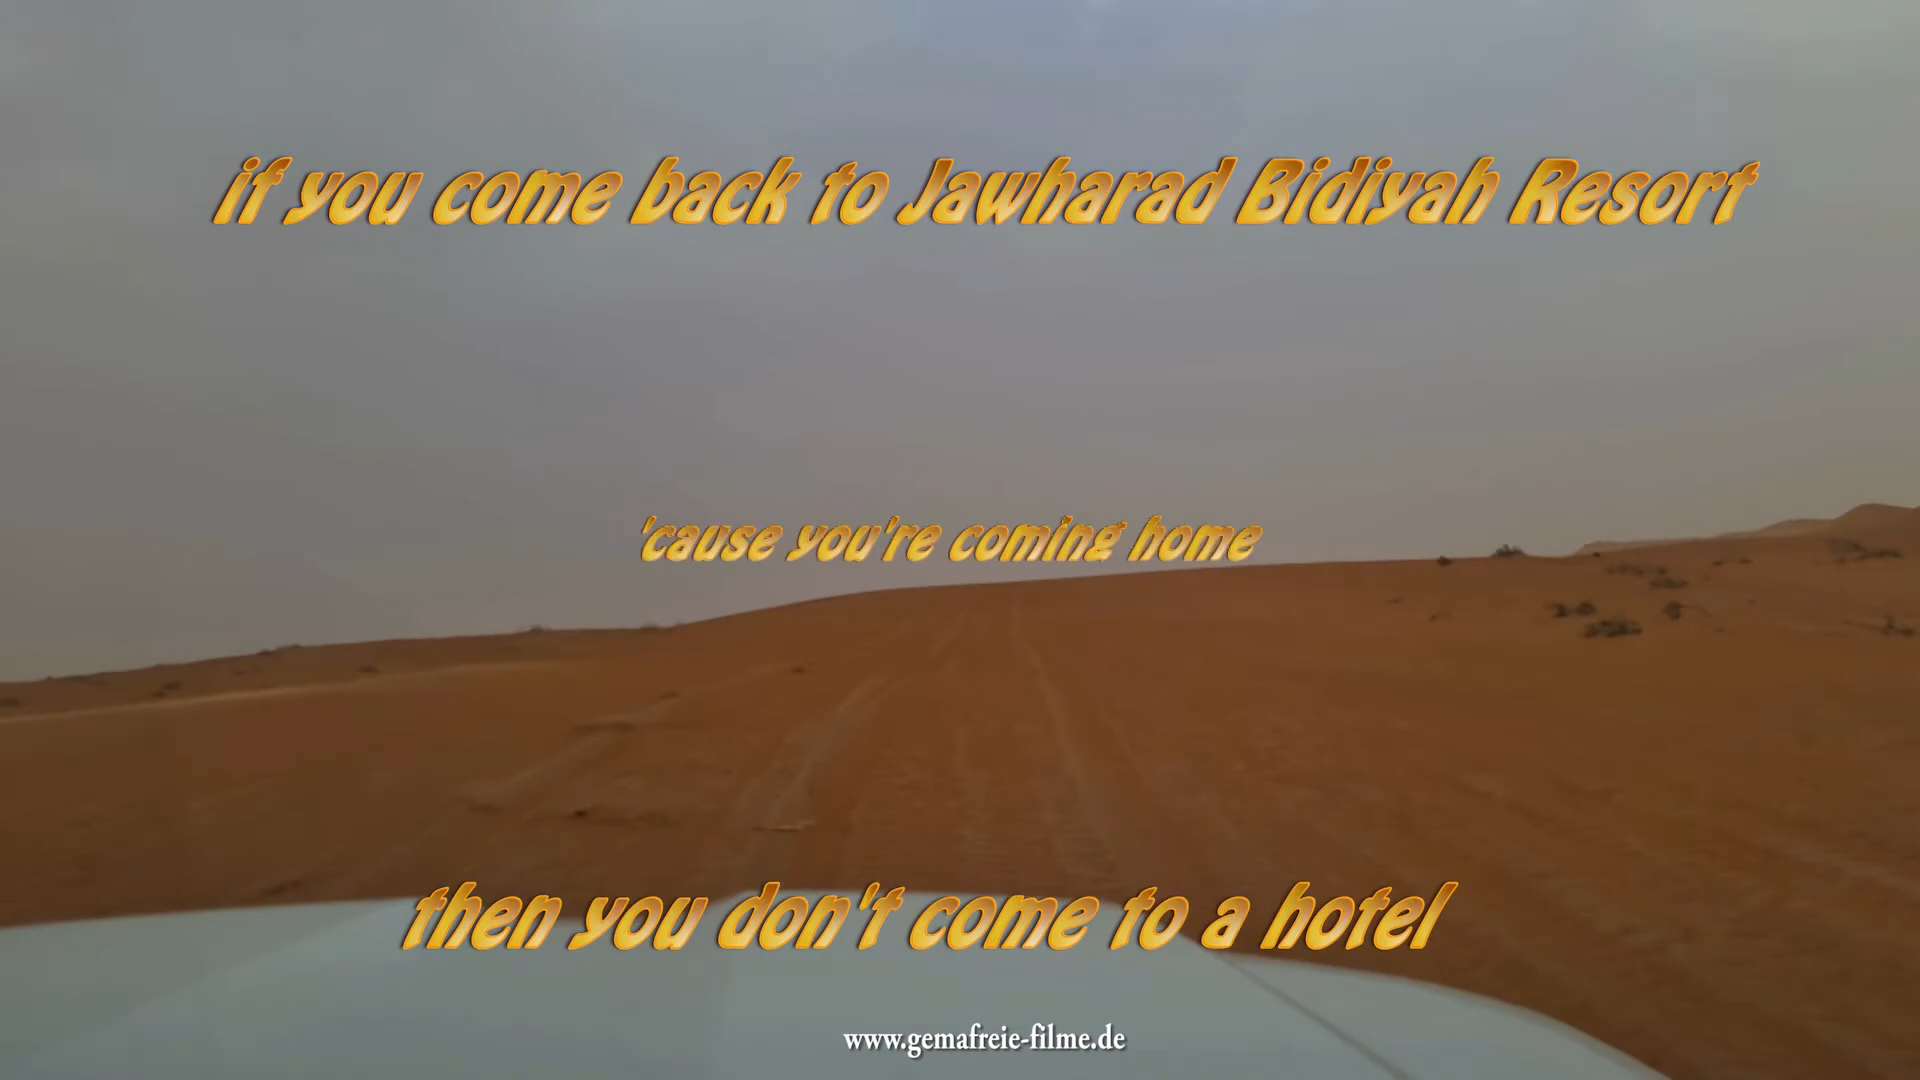 if you come back to Jawharad Bidiyah Resort
'cause you're coming home
then you don't come to a hotel
www.gemafreie-filme.de